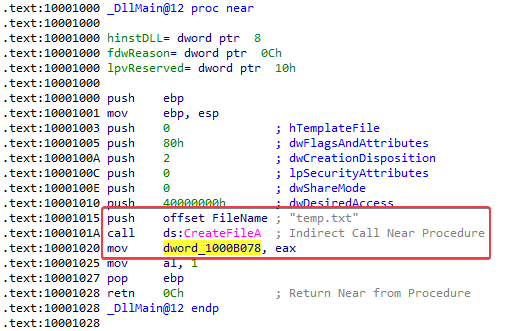 .text:10001000 _DllMain@12 proc near
.text:10001000
.text:10001000 hinstDLL= dword ptr  8
.text:10001000 fdwReason= dword ptr  0Ch
.text:10001000 lpvReserved= dword ptr  10h
.text:10001000
.text:10001000 push    ebp
.text:10001001 mov     ebp, esp
.text:10001003 push    0               ; hTemplateFile
.text:10001005 push    80h             ; dwFlagsAndAttributes
.text:1000100A push    2               ; dwCreationDisposition
.text:1000100C push    0               ; lpSecurityAttributes
.text:1000100E push    0               ; dwShareMode
.text:10001010 push    40000000h       ; dwDesiredAccess
.text:10001015 push    offset FileName ; "temp.txt"
.text:1000101A call    ds:CreateFileA  ; Indirect Call Near Procedure
.text:10001020 mov     dword_1000B078, eax
.text:10001025 mov     al, 1
.text:10001027 pop     ebp
.text:10001028 retn    0Ch             ; Return Near from Procedure
.text:10001028 _DllMain@12 endp
.text:10001028